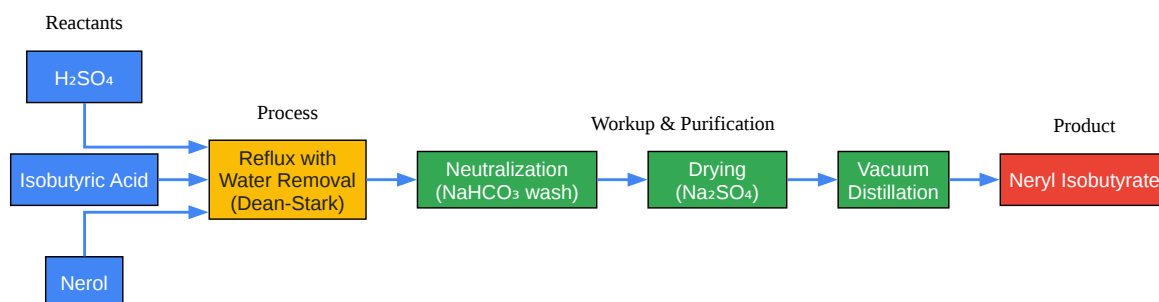 Reactants
H₂SO₄
Process
Workup & Purification
Product
Isobutyric Acid
Reflux with
Water Removal
(Dean-Stark)
Neutralization
(NaHCO₃ wash)
Drying
(Na₂SO₄)
Vacuum
Distillation
Neryl Isobutyrate
Nerol